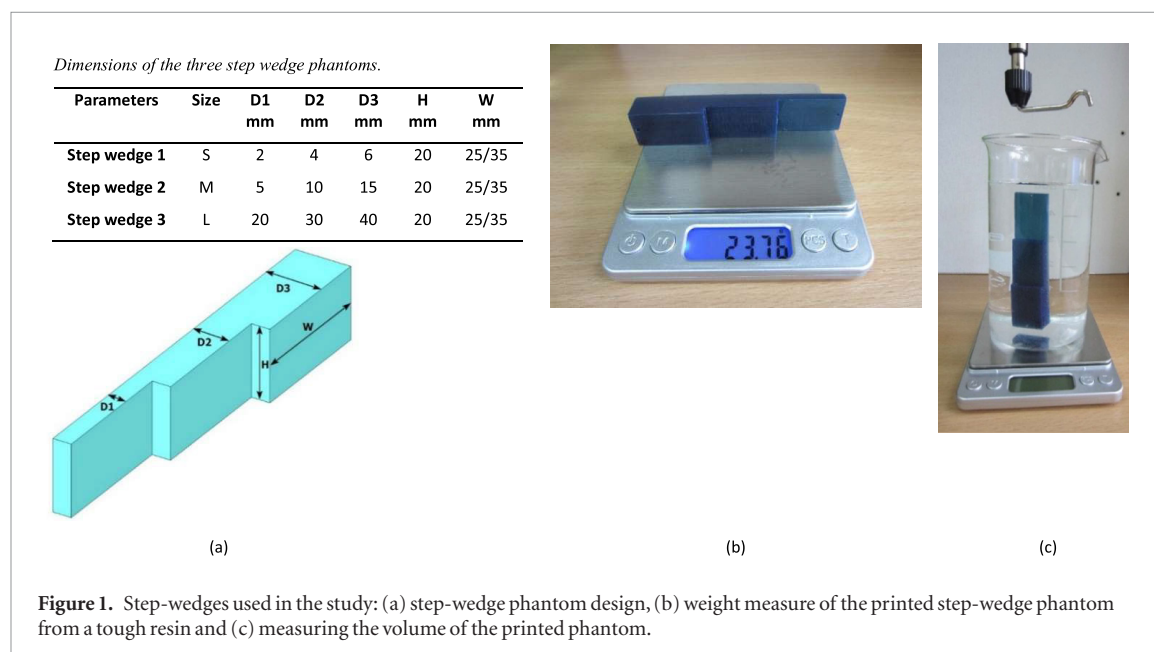 Dimensions of the three step wedge phantoms.
Parameters Size D1 D2 D3 H W
mm mm mm mm mm
Step wedge 1 S 2 4 6 20 25/35
Step wedge 2 M 5 10 15 20 25/35
Step wedge 3 L 20 30 40 20 25/35
D3
W
D2
H
D1
23.76
M
PCS
T
(a) (b) (c)
Figure 1. Step-wedges used in the study: (a) step-wedge phantom design, (b) weight measure of the printed step-wedge phantom
from a tough resin and (c) measuring the volume of the printed phantom.